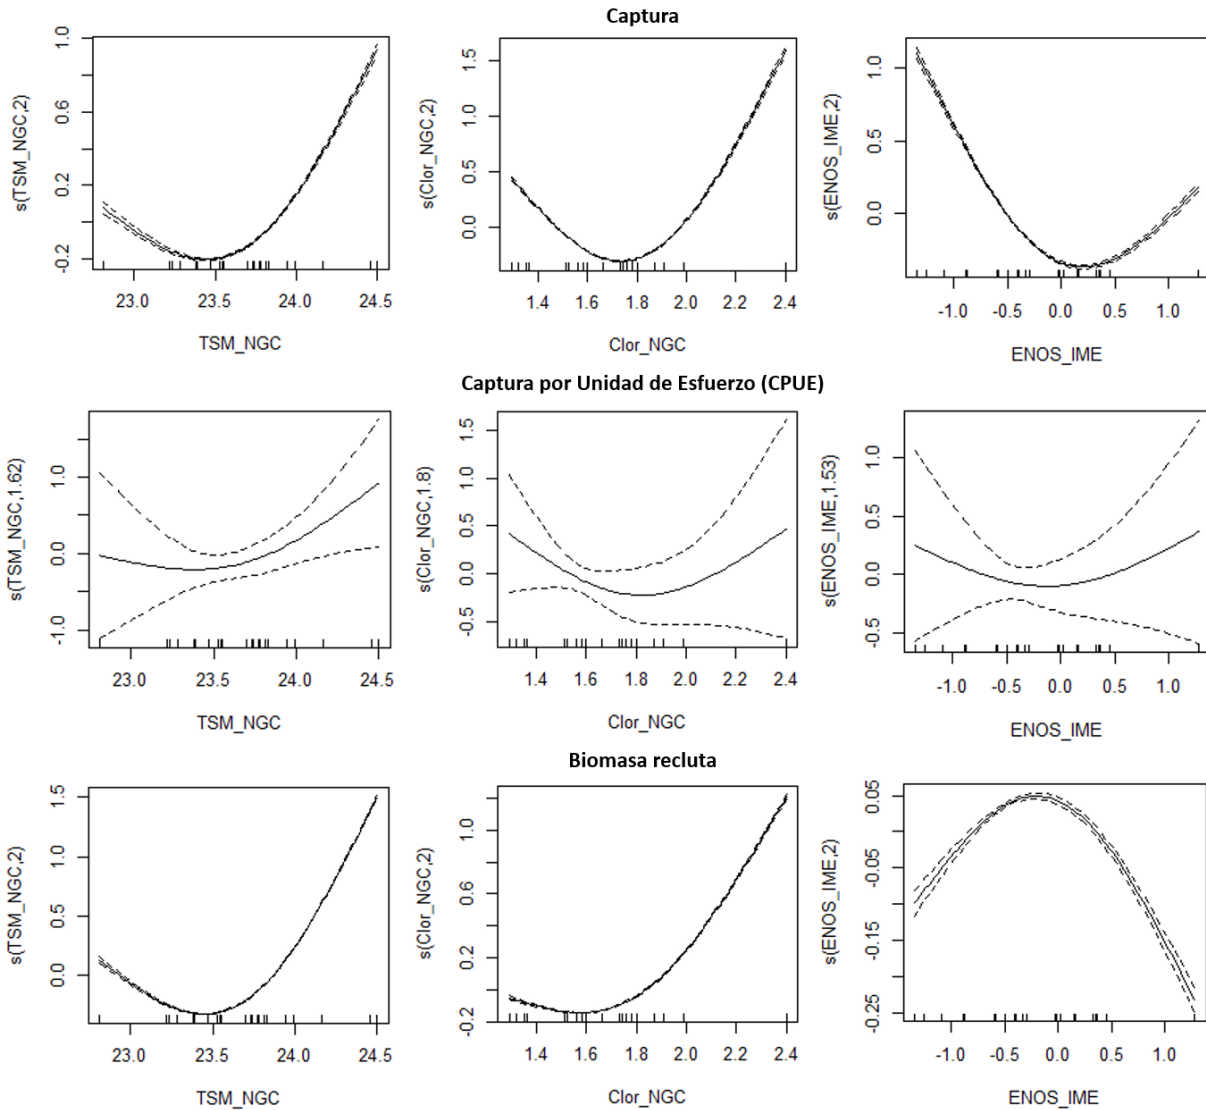 Captura
s(TSM_NGC,2)
1.0
0.6
0.2
-0.2
23.0 23.5 24.0 24.5
TSM_NGC
s(Clor_NGC,2)
1.5
1.0
0.5
0.0
1.4 1.6 1.8 2.0 2.2 2.4
Clor_NGC
s(ENOS_IME,2)
1.0
0.5
0.0
-1.0 -0.5 0.0 0.5 1.0
ENOS_IME
Captura por Unidad de Esfuerzo (CPUE)
s(TSM_NGC,1.62)
1.0
0.0
-1.0
23.0 23.5 24.0 24.5
TSM_NGC
s(Clor_NGC,1.8)
1.5
1.0
0.5
0.0
-0.5
1.4 1.6 1.8 2.0 2.2 2.4
Clor_NGC
s(ENOS_IME,1.53)
1.0
0.5
0.0
-0.5
-1.0 -0.5 0.0 0.5 1.0
ENOS_IME
Biomasa recluta
s(TSM_NGC,2)
1.5
1.0
0.5
0.0
23.0 23.5 24.0 24.5
TSM_NGC
s(Clor_NGC,2)
1.0
0.6
0.2
-0.2
1.4 1.6 1.8 2.0 2.2 2.4
Clor_NGC
s(ENOS_IME,2)
0.05
-0.05
-0.15
-0.25
-1.0 -0.5 0.0 0.5 1.0
ENOS_IME